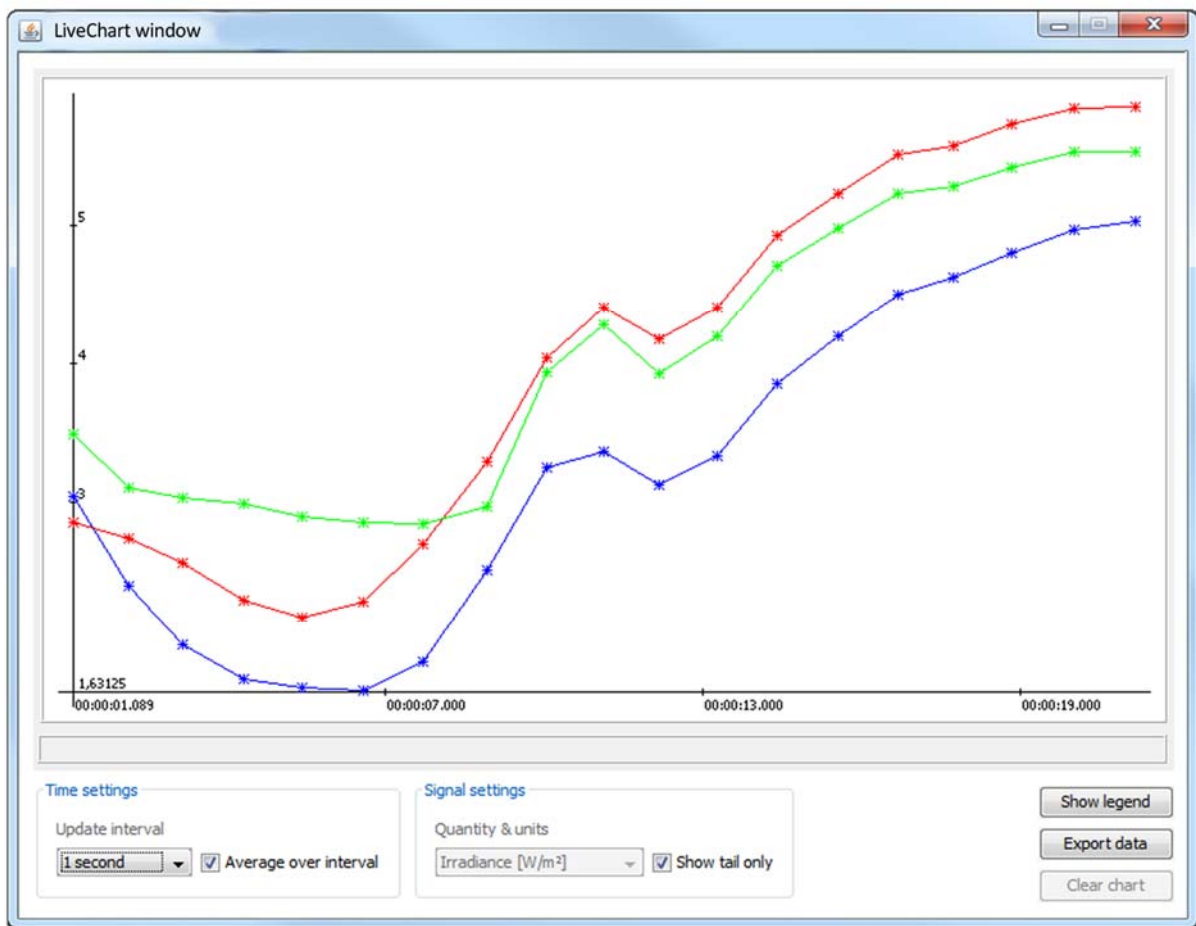 LiveChart window
5
4
3
1,63125
00:00:01.089 00:00:07.000 00:00:13.000 00:00:19.000
Time settings
Update interval
1 second
Average over interval
Signal settings
Quantity & units
Irradiance [W/m²]
Show tail only
Show legend
Export data
Clear chart